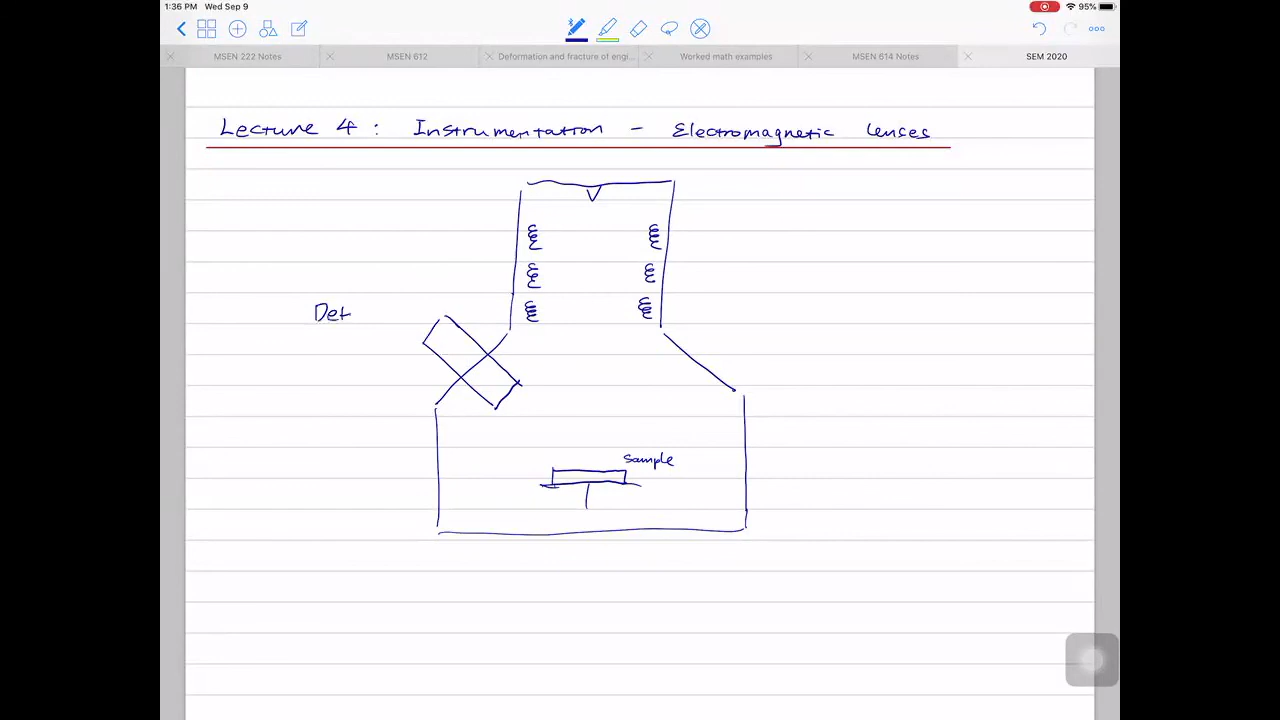 1:36 PM Wed Sep 9
95%
MSEN 222 Notes
MSEN 612
Deformation and fracture of engi...
Worked math examples
MSEN 614 Notes
SEM 2020
Lecture 4 : Instrumentation - Electromagnetic lenses
Det
sample